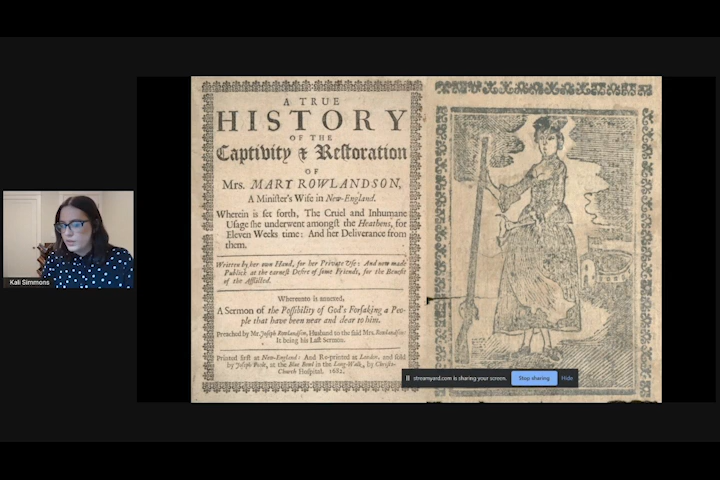 A TRUE
HISTORY
OF THE
Captivity & Restoration
OF
Mrs. MARY ROWLANDSON,
A Minister's Wife in New-England.
Wherein is set forth, The Cruel and Inhumane
Usage she underwent amongst the Heathens, for
Eleven Weeks time: And her Deliverance from
them.
Written by her own Hand, for her Private Use: And now made
Publick at the earnest Desire of some Friends, for the Benefit
of the Afflicted.
Whereunto is annexed,
A Sermon of the Possibility of God's Forsaking a Peo-
ple that have been near and dear to him.
Preached by Mr. Joseph Rowlandson, Husband to the said Mrs. Rowlandson:
It being his Last Sermon.
Printed first at New-England: And Re-printed at London, and sold
by Joseph Poole, at the Blue Bowl in the Long-Walk, by Christs-
Church Hospital. 1682.
Kali Simmons
streamyard.com is sharing your screen. Stop sharing Hide